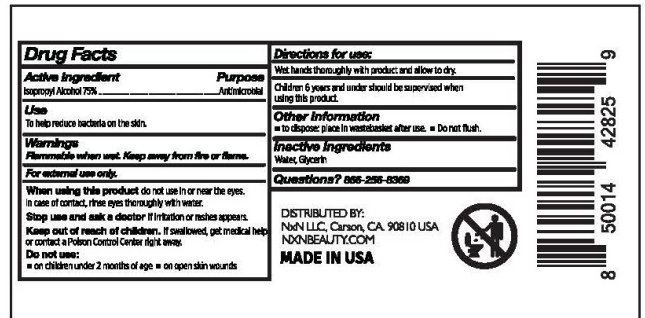 Drug Facts
Active ingredient Purpose
Isopropyl Alcohol 75% Antimicrobial
Use
To help reduce bacteria on the skin.
Warnings
Flammable when wet. Keep away from fire or flame.
For external use only.
When using this product do not use in or near the eyes.
In case of contact, rinse eyes thoroughly with water.
Stop use and ask a doctor if irritation or rashes appears.
Keep out of reach of children. If swallowed, get medical help
or contact a Poison Control Center right away.
Do not use:
▪ on children under 2 months of age ▪ on open skin wounds
Directions for use:
Wet hands thoroughly with product and allow to dry.
Children 6 years and under should be supervised when
using this product.
Other information
▪ to dispose: place in wastebasket after use. ▪ Do not flush.
Inactive ingredients
Water, Glycerin
Questions? 866-256-8369
DISTRIBUTED BY:
NxN LLC, Carson, CA. 90810 USA
NXNBEAUTY.COM
MADE IN USA
8 50014 42825 9